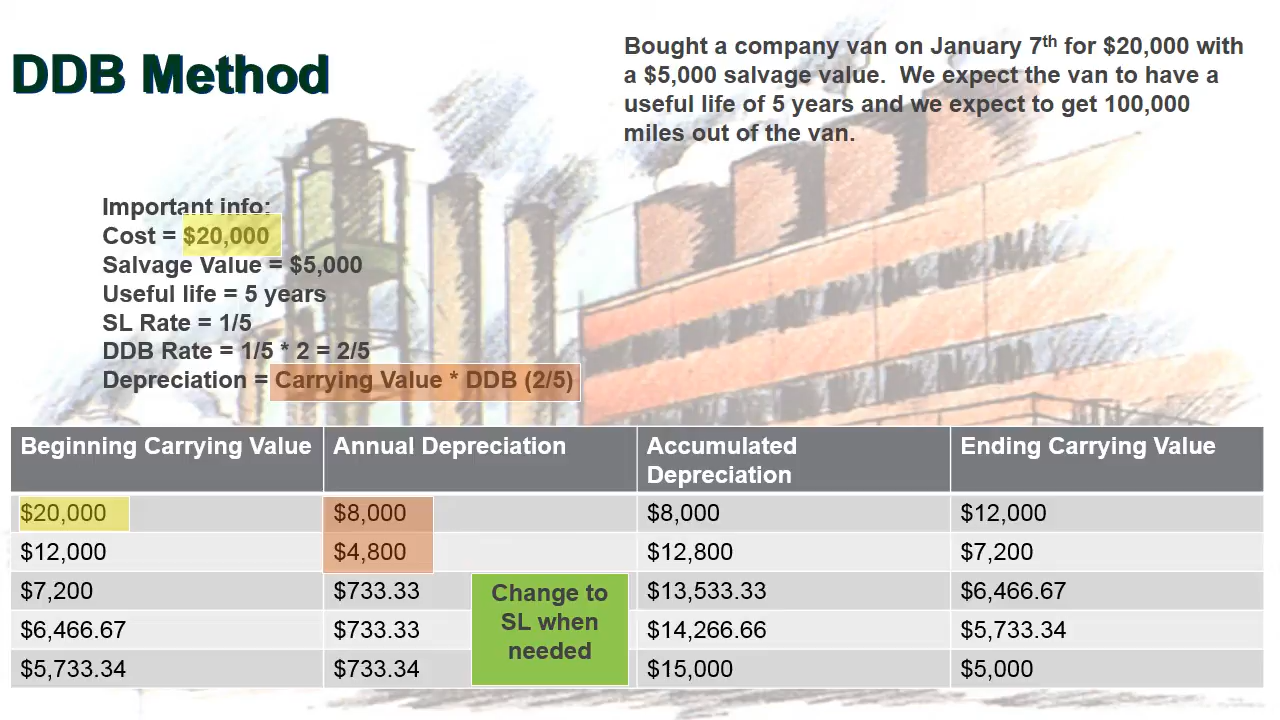 DDB Method
Bought a company van on January 7th for $20,000 with
a $5,000 salvage value.  We expect the van to have a
useful life of 5 years and we expect to get 100,000
miles out of the van.
Important info:
Cost = $20,000
Salvage Value = $5,000
Useful life = 5 years
SL Rate = 1/5
DDB Rate = 1/5 * 2 = 2/5
Depreciation = Carrying Value * DDB (2/5)
Beginning Carrying Value Annual Depreciation Accumulated Depreciation Ending Carrying Value
$20,000 $8,000 $8,000 $12,000
$12,000 $4,800 $12,800 $7,200
$7,200 $733.33 $13,533.33 $6,466.67
$6,466.67 $733.33 $14,266.66 $5,733.34
$5,733.34 $733.34 $15,000 $5,000
Change to
SL when
needed